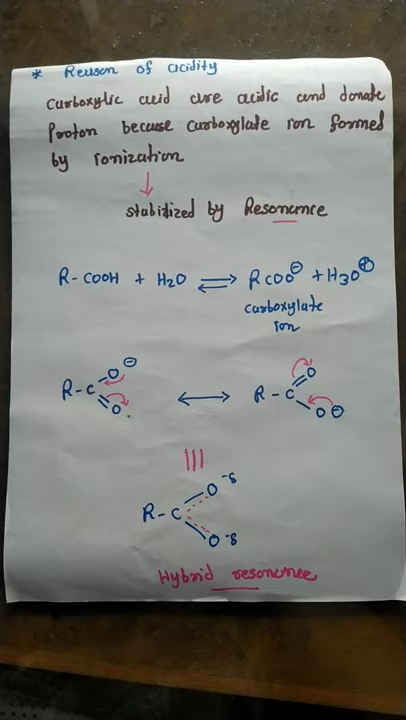 * Reason of acidity
Carboxylic acid are acidic and donate
Proton because carboxylate ion formed
by ionization
↓
stabilized by Resonance
R-COOH + H2O ⇌ RCOO⊖ + H3O⊕
carboxylate
ion
R-C O⊖ O ↔ R-C O O⊖
|||
R-C O-δ O-δ
Hybrid resonance